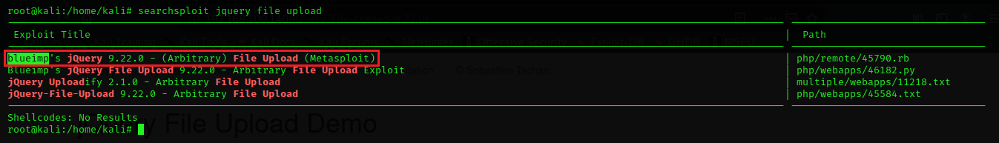 root@kali:/home/kali# searchsploit jquery file upload
Exploit Title | Path
blueimp's jQuery 9.22.0 - (Arbitrary) File Upload (Metasploit) | php/remote/45790.rb
Blueimp's jQuery File Upload 9.22.0 - Arbitrary File Upload Exploit | php/webapps/46182.py
jQuery Uploadify 2.1.0 - Arbitrary File Upload | multiple/webapps/11218.txt
jQuery-File-Upload 9.22.0 - Arbitrary File Upload | php/webapps/45584.txt
Shellcodes: No Results
File Upload Demo
root@kali:/home/kali#